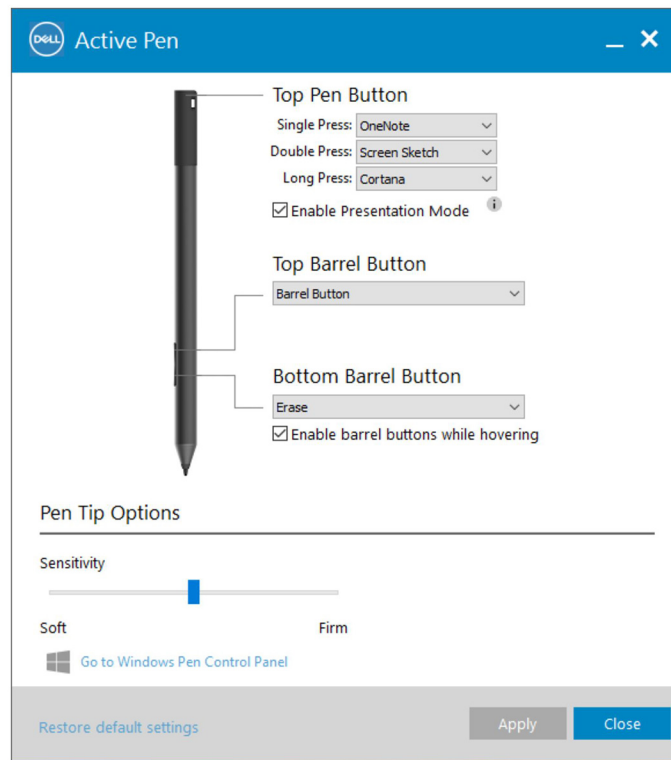 DELL
Active Pen
Top Pen Button
Single Press: OneNote
Double Press: Screen Sketch
Long Press: Cortana
Enable Presentation Mode i
Top Barrel Button
Barrel Button
Bottom Barrel Button
Erase
Enable barrel buttons while hovering
Pen Tip Options
Sensitivity
Soft Firm
Go to Windows Pen Control Panel
Restore default settings Apply Close